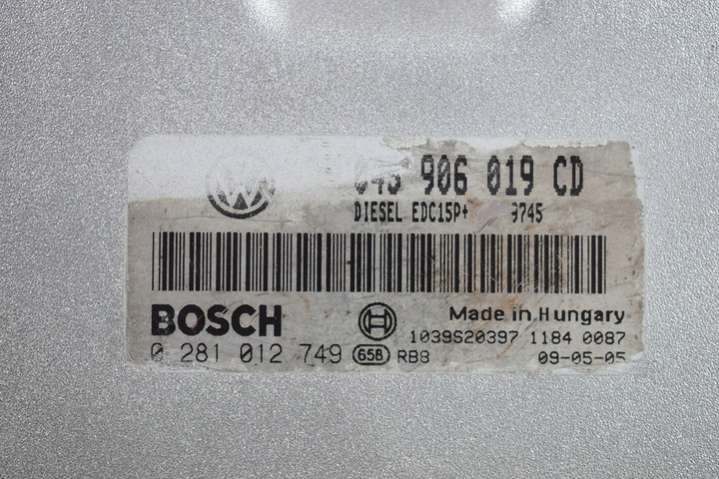 906 019 CD
DIESEL EDC15P+ 9745
BOSCH
Made in Hungary
1039S20397 1184 0087
0 281 012 749 658 RB8 09-05-05